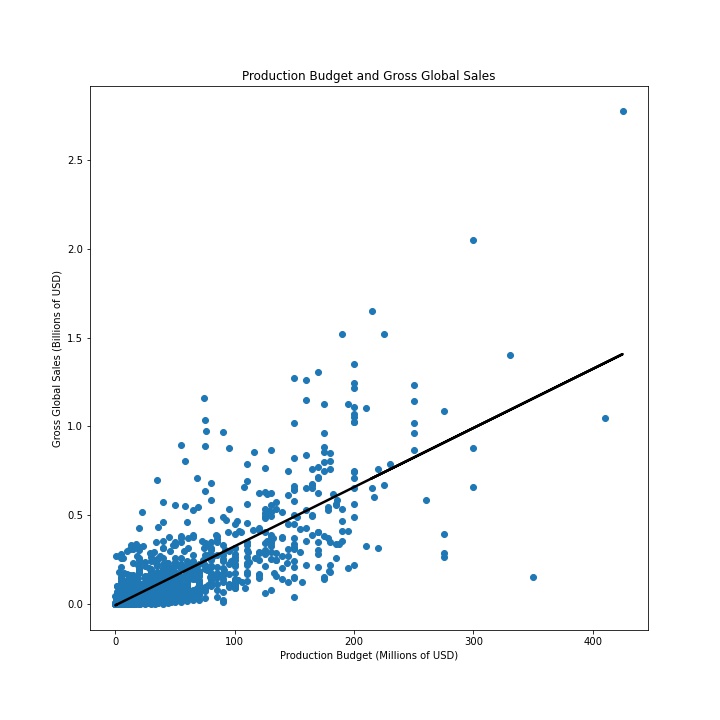 Production Budget and Gross Global Sales
Gross Global Sales (Billions of USD)
2.5
2.0
1.5
1.0
0.5
0.0
0 100 200 300 400
Production Budget (Millions of USD)